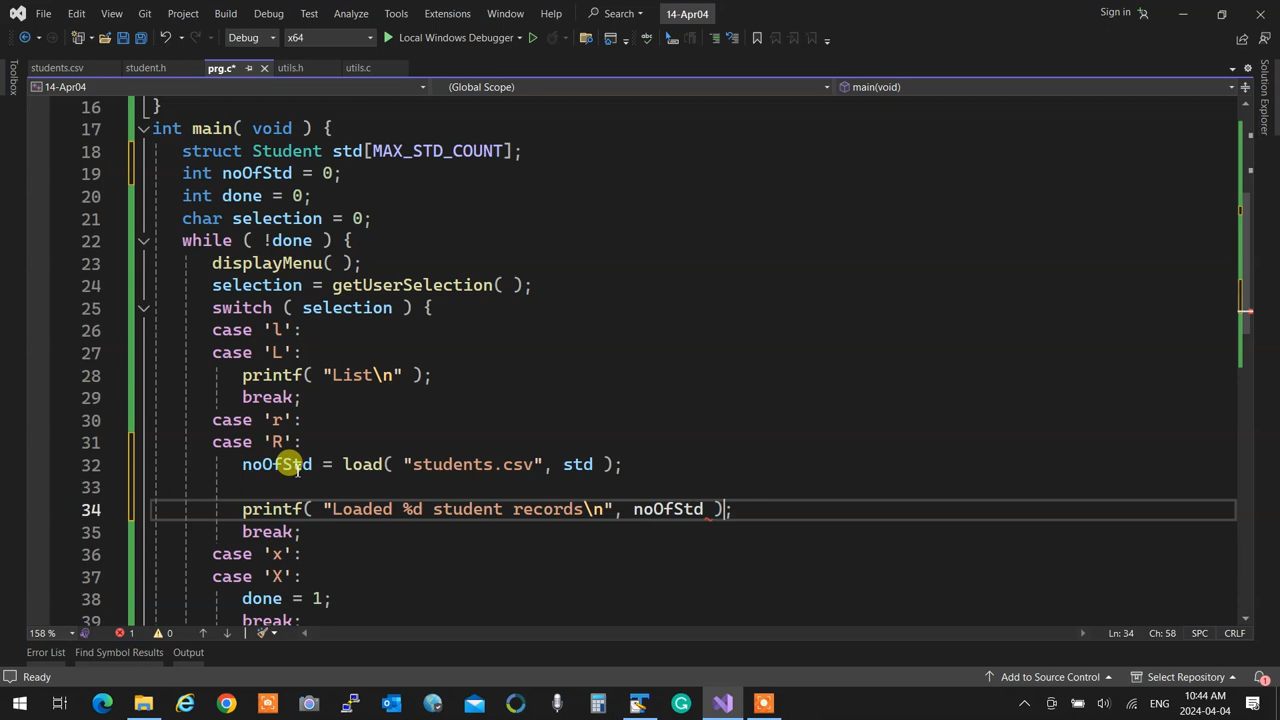 File Edit View Git Project Build Debug Test Analyze Tools Extensions Window Help Search 14-Apr04 Sign in
Debug x64 Local Windows Debugger
students.csv student.h prg.c* utils.h utils.c
14-Apr04 (Global Scope) main(void)
Toolbox
Solution Explorer
16 }
17 int main( void ) {
18 struct Student std[MAX_STD_COUNT];
19 int noOfStd = 0;
20 int done = 0;
21 char selection = 0;
22 while ( !done ) {
23 displayMenu( );
24 selection = getUserSelection( );
25 switch ( selection ) {
26 case 'l':
27 case 'L':
28 printf( "List\n" );
29 break;
30 case 'r':
31 case 'R':
32 noOfStd = load( "students.csv", std );
33
34 printf( "Loaded %d student records\n", noOfStd );
35 break;
36 case 'x':
37 case 'X':
38 done = 1;
39 break;
158 % 1 0 Ln: 34 Ch: 58 SPC CRLF
Error List Find Symbol Results Output
Ready Add to Source Control Select Repository 1
ENG 10:44 AM
2024-04-04